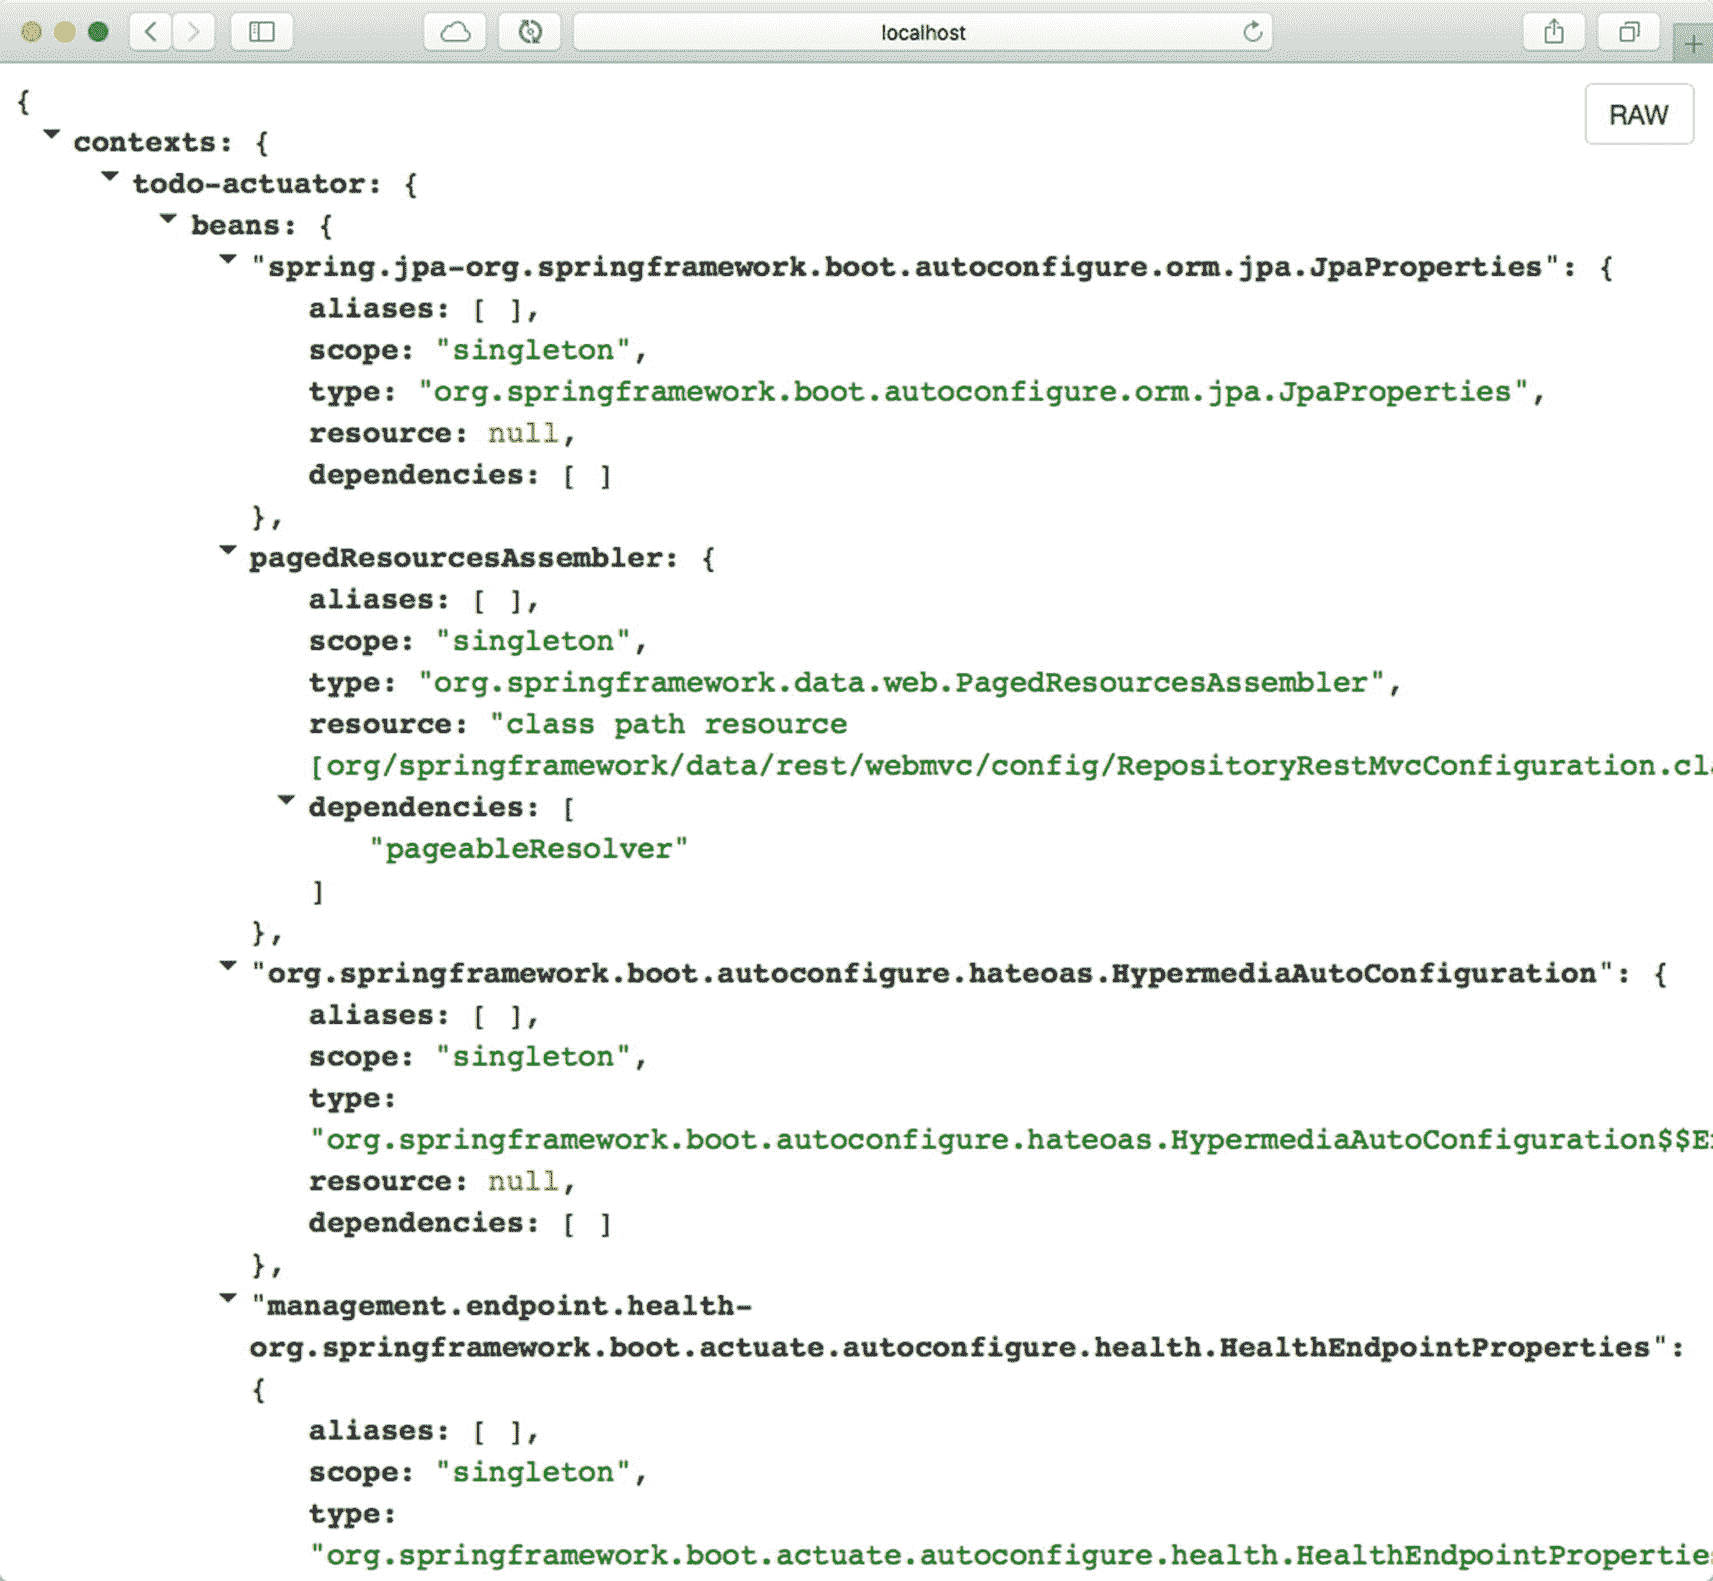 localhost
RAW
{
contexts: {
todo-actuator: {
beans: {
"spring.jpa-org.springframework.boot.autoconfigure.orm.jpa.JpaProperties": {
aliases: [ ],
scope: "singleton",
type: "org.springframework.boot.autoconfigure.orm.jpa.JpaProperties",
resource: null,
dependencies: [ ]
},
pagedResourcesAssembler: {
aliases: [ ],
scope: "singleton",
type: "org.springframework.data.web.PagedResourcesAssembler",
resource: "class path resource
[org/springframework/data/rest/webmvc/config/RepositoryRestMvcConfiguration.cla
dependencies: [
"pageableResolver"
]
},
"org.springframework.boot.autoconfigure.hateoas.HypermediaAutoConfiguration": {
aliases: [ ],
scope: "singleton",
type:
"org.springframework.boot.autoconfigure.hateoas.HypermediaAutoConfiguration$$E
resource: null,
dependencies: [ ]
},
"management.endpoint.health-
org.springframework.boot.actuate.autoconfigure.health.HealthEndpointProperties":
{
aliases: [ ],
scope: "singleton",
type:
"org.springframework.boot.actuate.autoconfigure.health.HealthEndpointPropertie